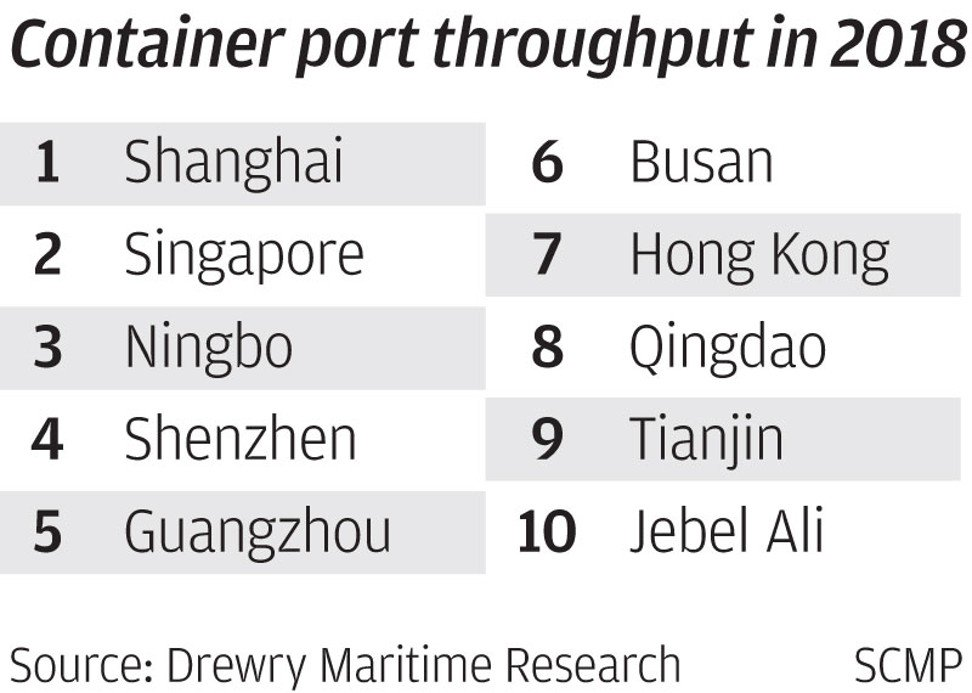 Container port throughput in 2018
1 Shanghai
2 Singapore
3 Ningbo
4 Shenzhen
5 Guangzhou
6 Busan
7 Hong Kong
8 Qingdao
9 Tianjin
10 Jebel Ali
Source: Drewry Maritime Research
SCMP